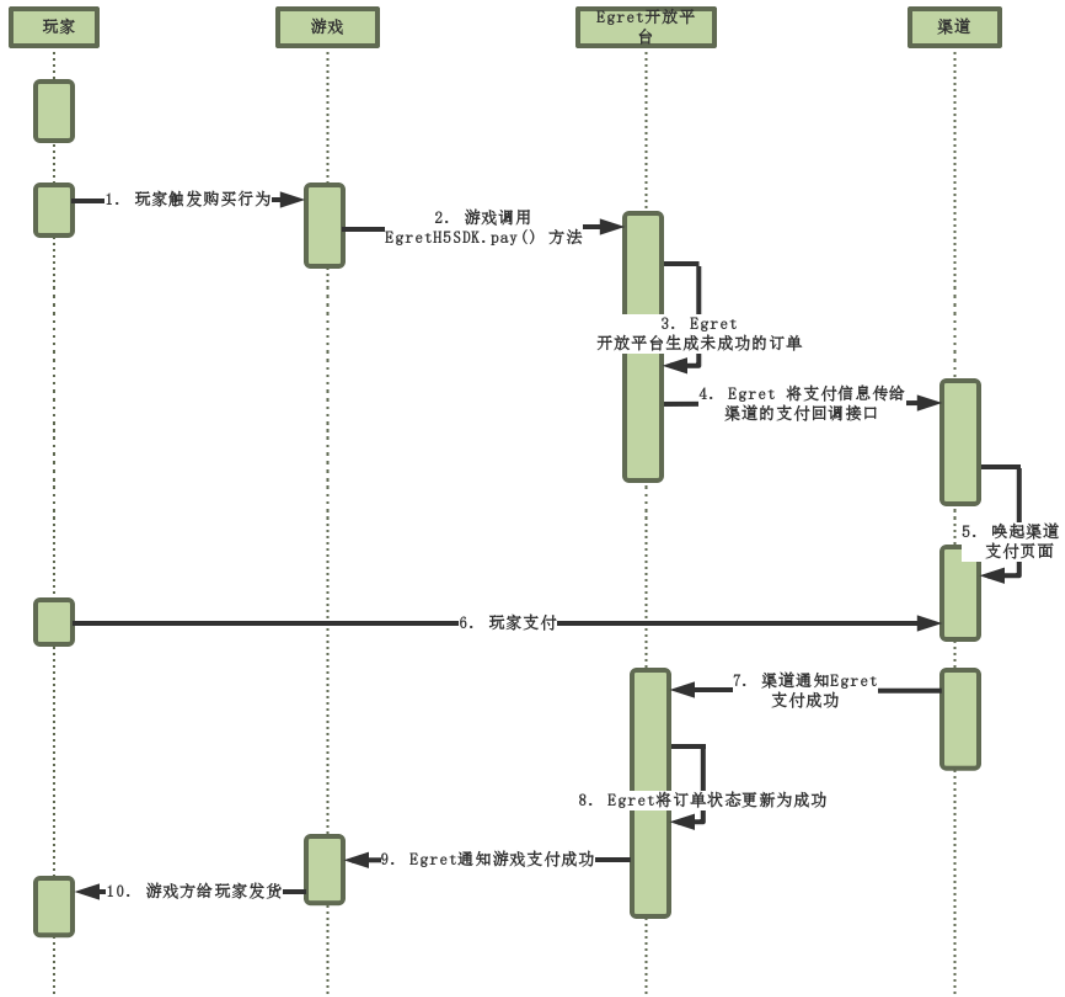 玩家
游戏
Egret开放平
台
渠道
1. 玩家触发购买行为
2. 游戏调用
EgretH5SDK.pay() 方法
3. Egret
开放平台生成未成功的订单
4. Egret 将支付信息传给
渠道的支付回调接口
5. 唤起渠道
支付页面
6. 玩家支付
7. 渠道通知Egret
支付成功
8. Egret将订单状态更新为成功
9. Egret通知游戏支付成功
10. 游戏方给玩家发货